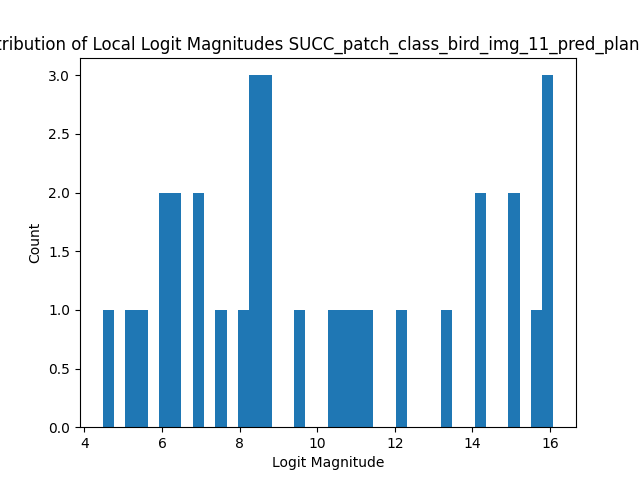 tribution of Local Logit Magnitudes SUCC_patch_class_bird_img_11_pred_plan
3.0
2.5
2.0
1.5
1.0
0.5
0.0
Count
4 6 8 10 12 14 16
Logit Magnitude